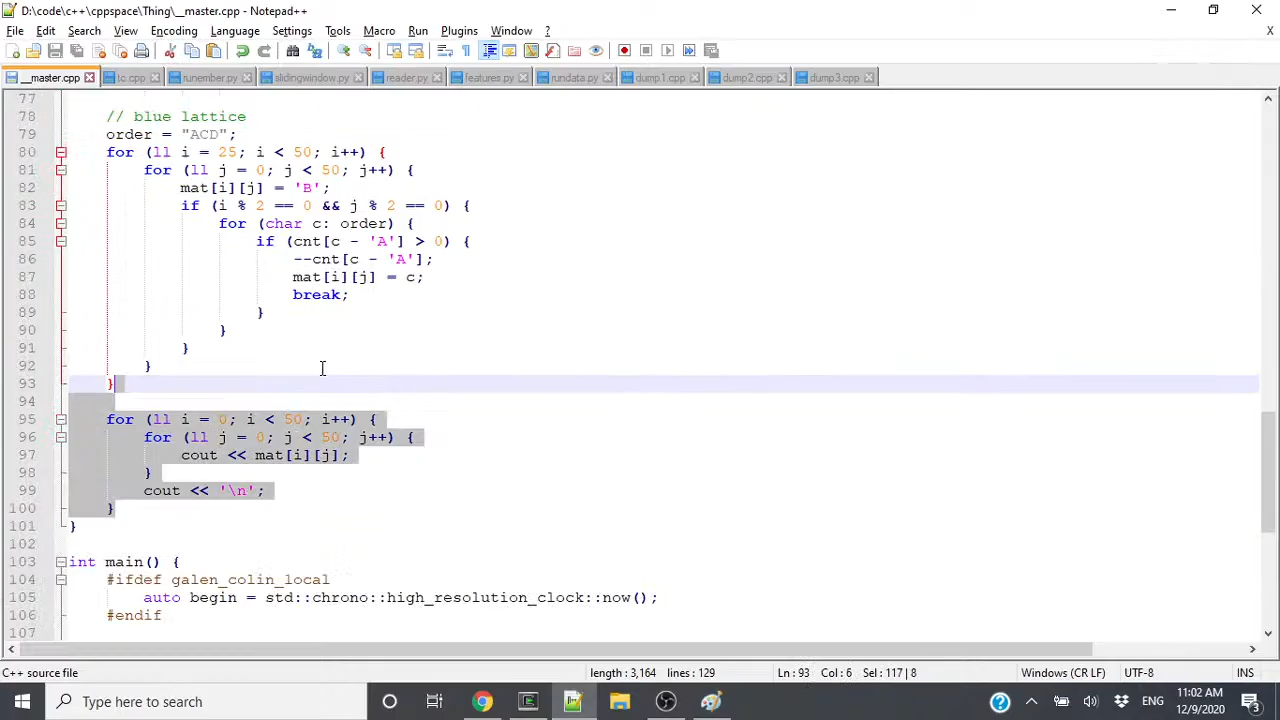 D:\code\c++\cppspace\Thing\__master.cpp - Notepad++
File Edit Search View Encoding Language Settings Tools Macro Run Plugins Window ? X
__master.cpp tc.cpp runember.py slidingwindow.py reader.py features.py rundata.py dump1.cpp dump2.cpp dump3.cpp
77
78 // blue lattice
79 order = "ACD";
80 for (ll i = 25; i < 50; i++) {
81 for (ll j = 0; j < 50; j++) {
82 mat[i][j] = 'B';
83 if (i % 2 == 0 && j % 2 == 0) {
84 for (char c: order) {
85 if (cnt[c - 'A'] > 0) {
86 --cnt[c - 'A'];
87 mat[i][j] = c;
88 break;
89 }
90 }
91 }
92 }
93 }
94
95 for (ll i = 0; i < 50; i++) {
96 for (ll j = 0; j < 50; j++) {
97 cout << mat[i][j];
98 }
99 cout << '\n';
100 }
101 }
102
103 int main() {
104 #ifdef galen_colin_local
105 auto begin = std::chrono::high_resolution_clock::now();
106 #endif
107
C++ source file length : 3,164 lines : 129 Ln : 93 Col : 6 Sel : 117 | 8 Windows (CR LF) UTF-8 INS
Type here to search ENG 11:02 AM
12/9/2020 3